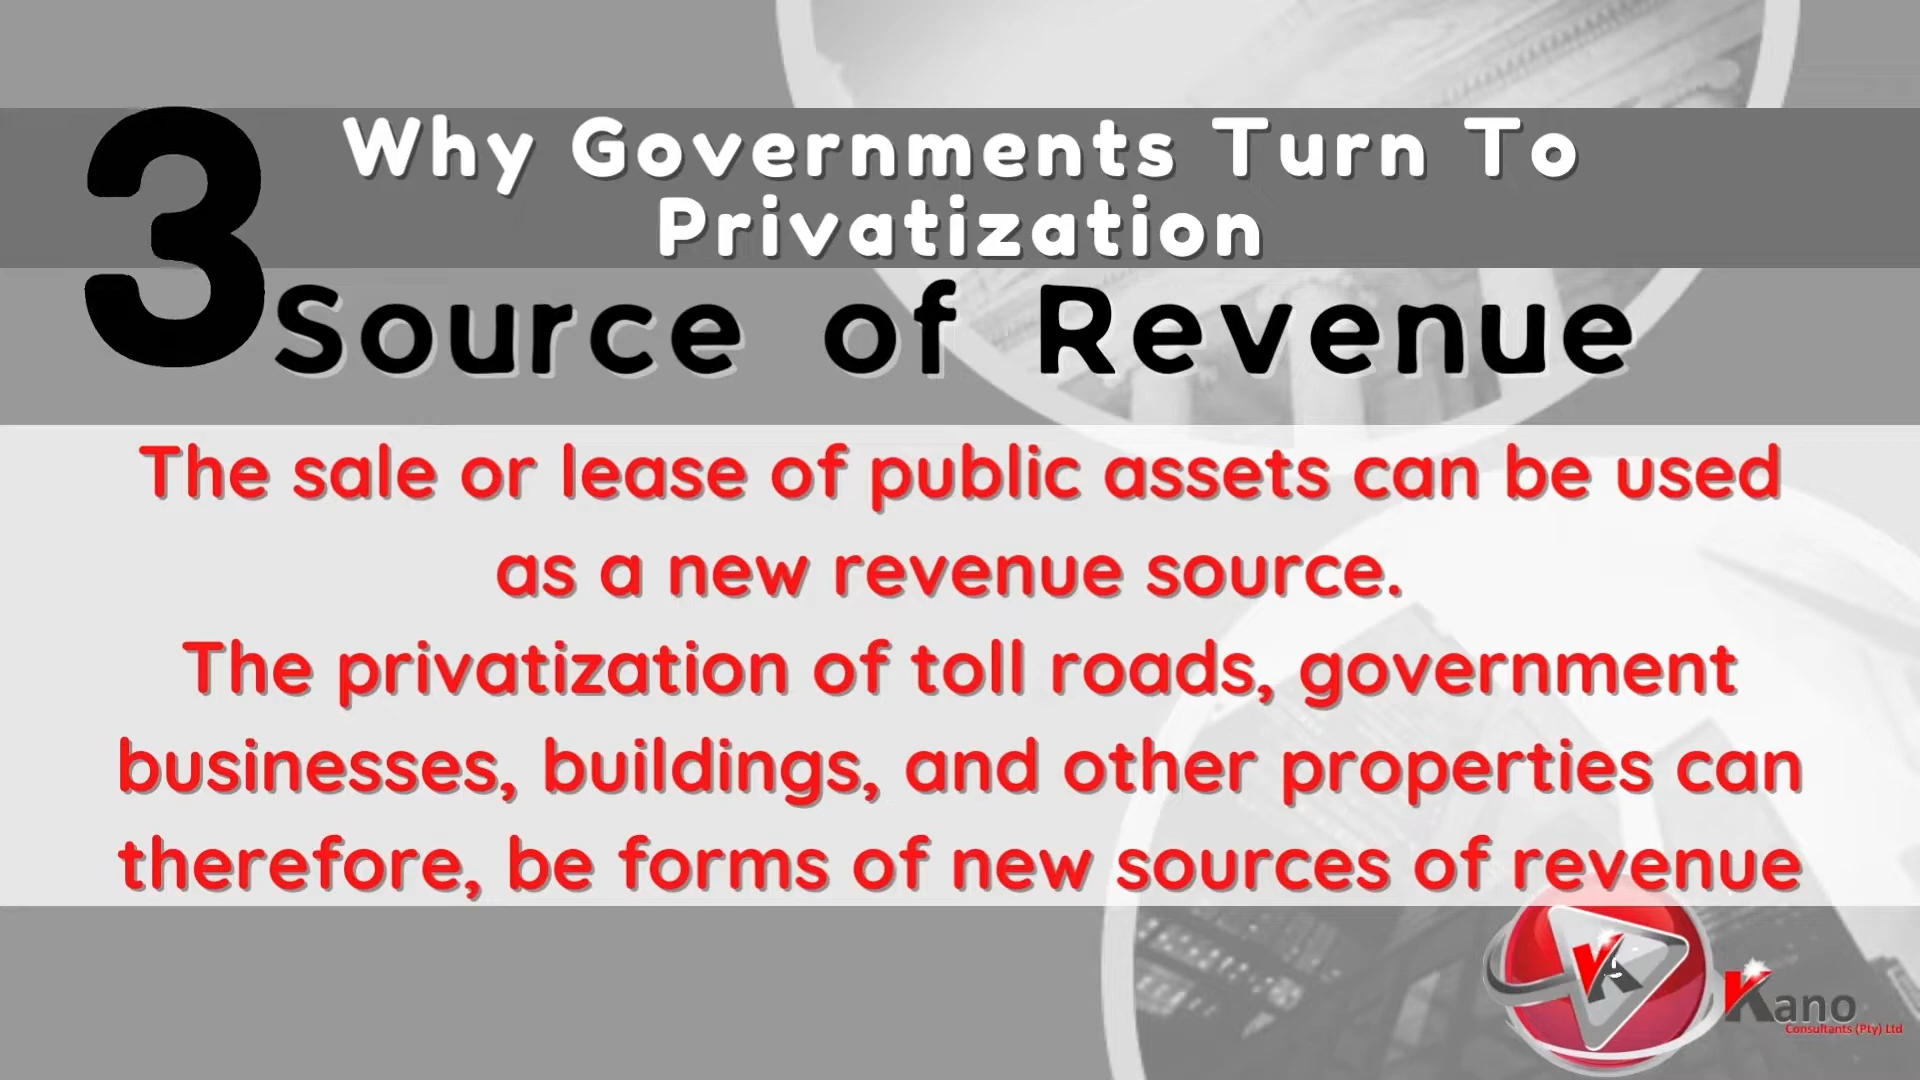 3
Why Governments Turn To
Privatization
Source of Revenue
The sale or lease of public assets can be used
as a new revenue source.
The privatization of toll roads, government
businesses, buildings, and other properties can
therefore, be forms of new sources of revenue
K
Kano
Consultants (Pty) Ltd